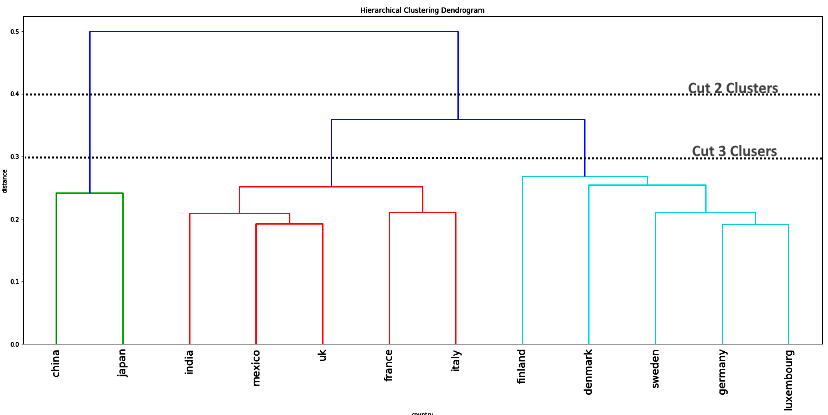 Hierarchical Clustering Dendrogram
0.5
0.4
0.3
0.2
0.1
0.0
distance
Cut 2 Clusters
Cut 3 Clusers
china
japan
india
mexico
uk
france
italy
finland
denmark
sweden
germany
luxembourg